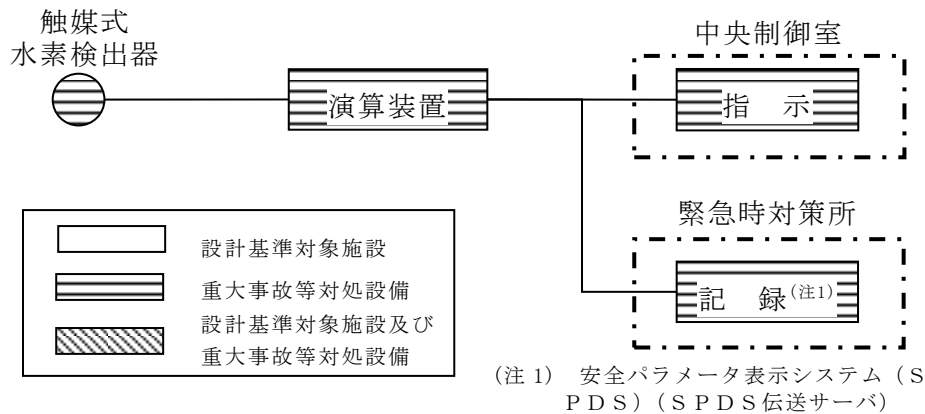 触媒式
水素検出器
演算装置
中央制御室
指　示
緊急時対策所
記　録(注1)
設計基準対象施設
重大事故等対処設備
設計基準対象施設及び
重大事故等対処設備
(注1)　安全パラメータ表示システム（Ｓ
ＰＤＳ）（ＳＰＤＳ伝送サーバ）